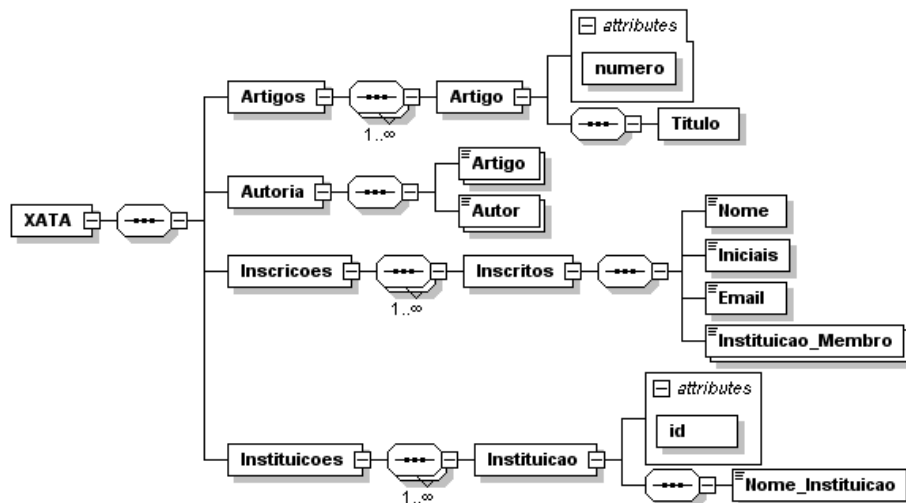 attributes
numero
Artigos
1..∞
Artigo
Titulo
Autoria
Artigo
Autor
XATA
Inscricoes
1..∞
Inscritos
Nome
Iniciais
Email
Instituicao_Membro
attributes
id
Instituicoes
1..∞
Instituicao
Nome_Instituicao